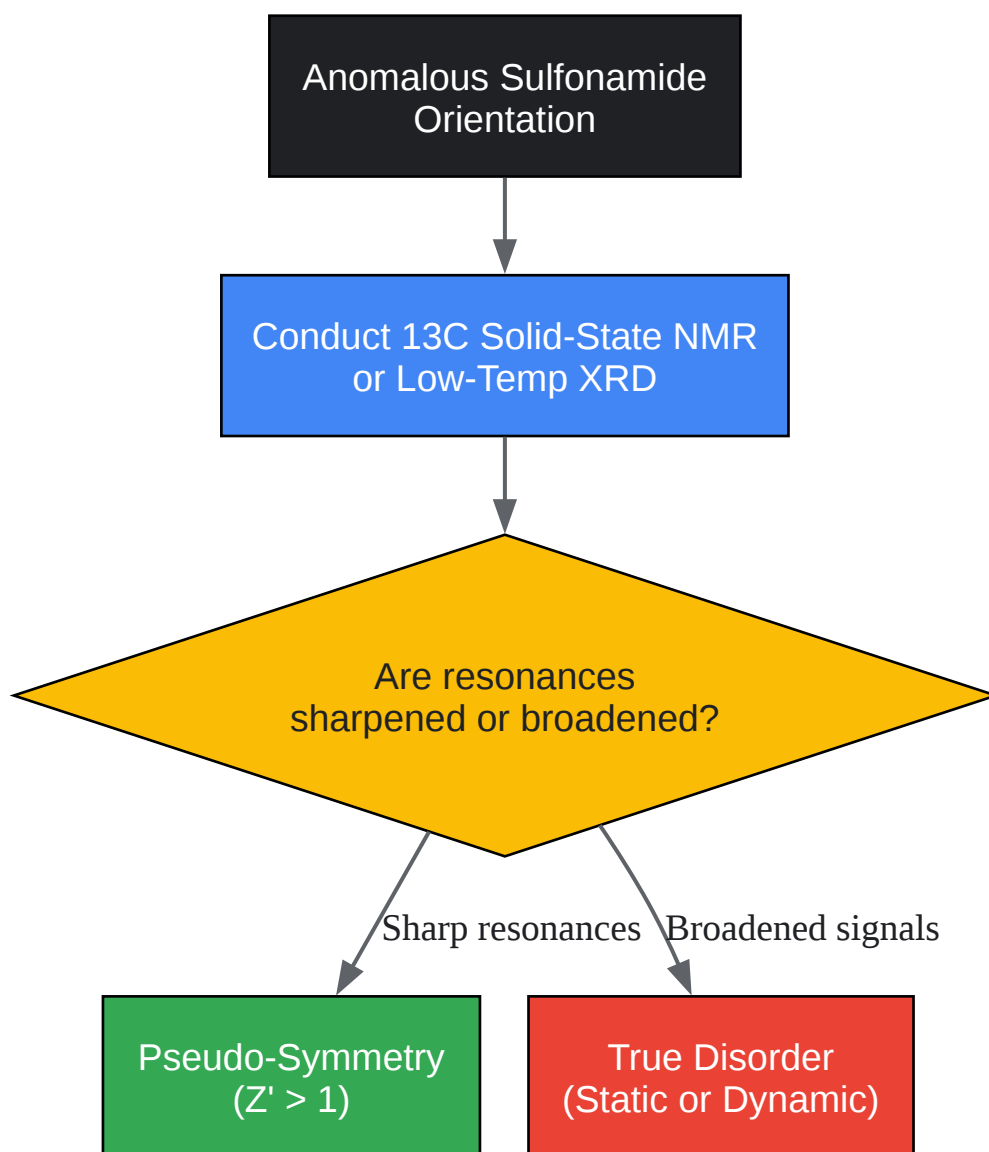 Anomalous Sulfonamide
Orientation
Conduct 13C Solid-State NMR
or Low-Temp XRD
Are resonances
sharpened or broadened?
Sharp resonances
Broadened signals
Pseudo-Symmetry
(Z' > 1)
True Disorder
(Static or Dynamic)